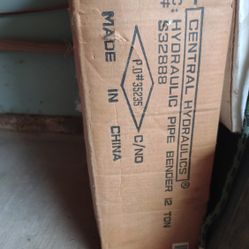 CENTRAL HYDRAULICS®
C: HYDRAULIC PIPE BENDER 12 TON
# S32888
P.O#35235
C/NO
MADE IN CHINA